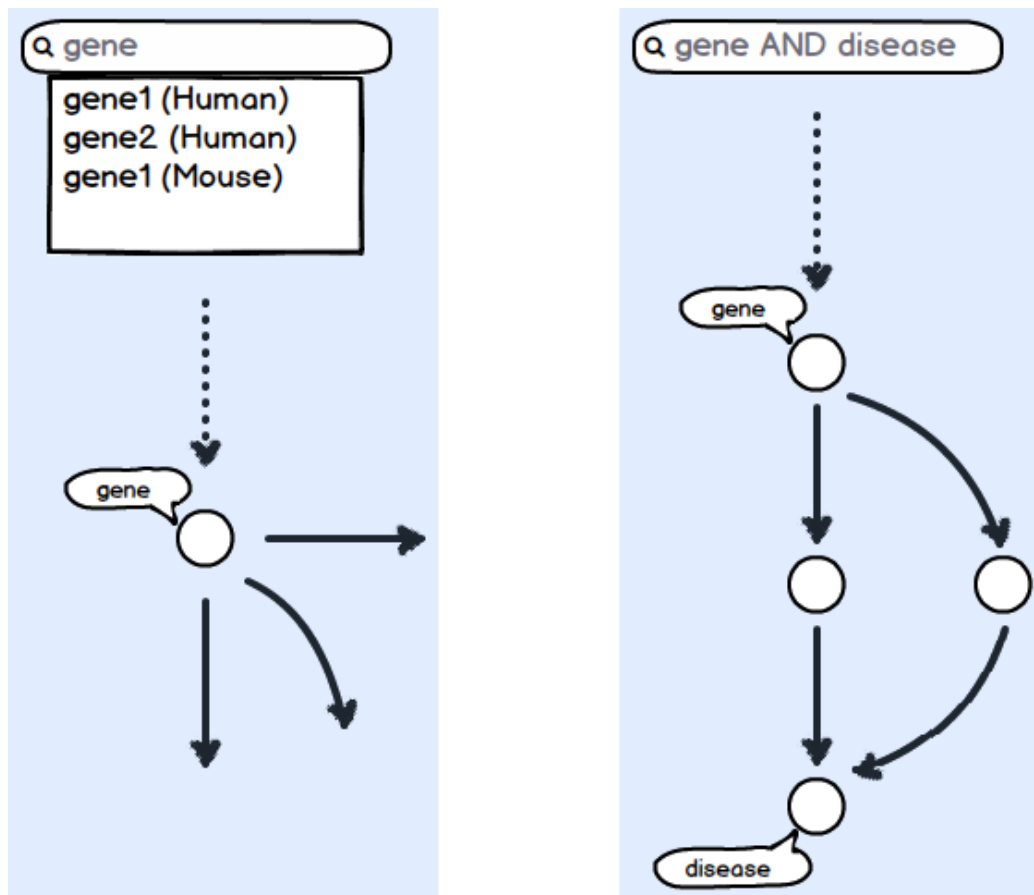 gene
gene1 (Human)
gene2 (Human)
gene1 (Mouse)
gene
gene AND disease
gene
disease